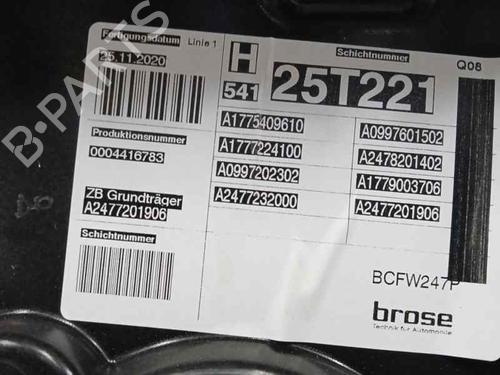 Fertigungsdatum Linie 1
25.11.2020
H
541
Schichtnummer
25T221
Q08
Produktionsnummer
0004416783
ZB Grundträger
A2477201906
Schichtnummer
A1775409610
A1777224100
A0997202302
A2477232000
A0997601502
A2478201402
A1779003706
A2477201906
BCFW247P
brose
Technik für Automobile
B-PARTS